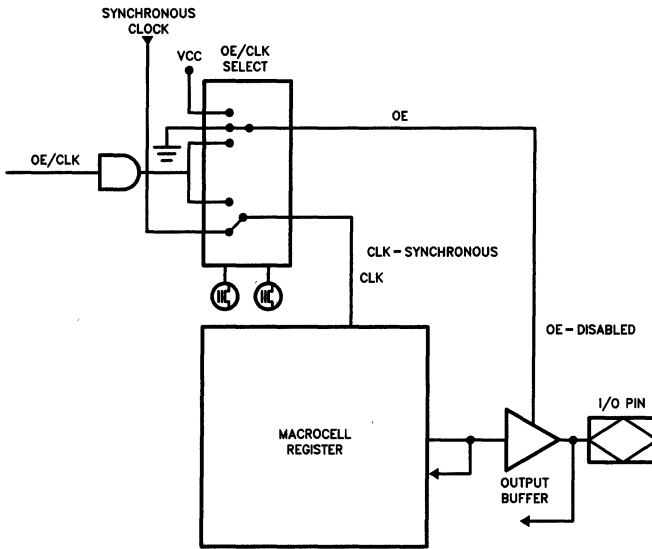 SYNCHRONOUS
CLOCK
VCC
OE/CLK
SELECT
OE
OE/CLK
CLK–SYNCHRONOUS
CLK
OE–DISABLED
I/O PIN
MACROCELL
REGISTER
OUTPUT
BUFFER